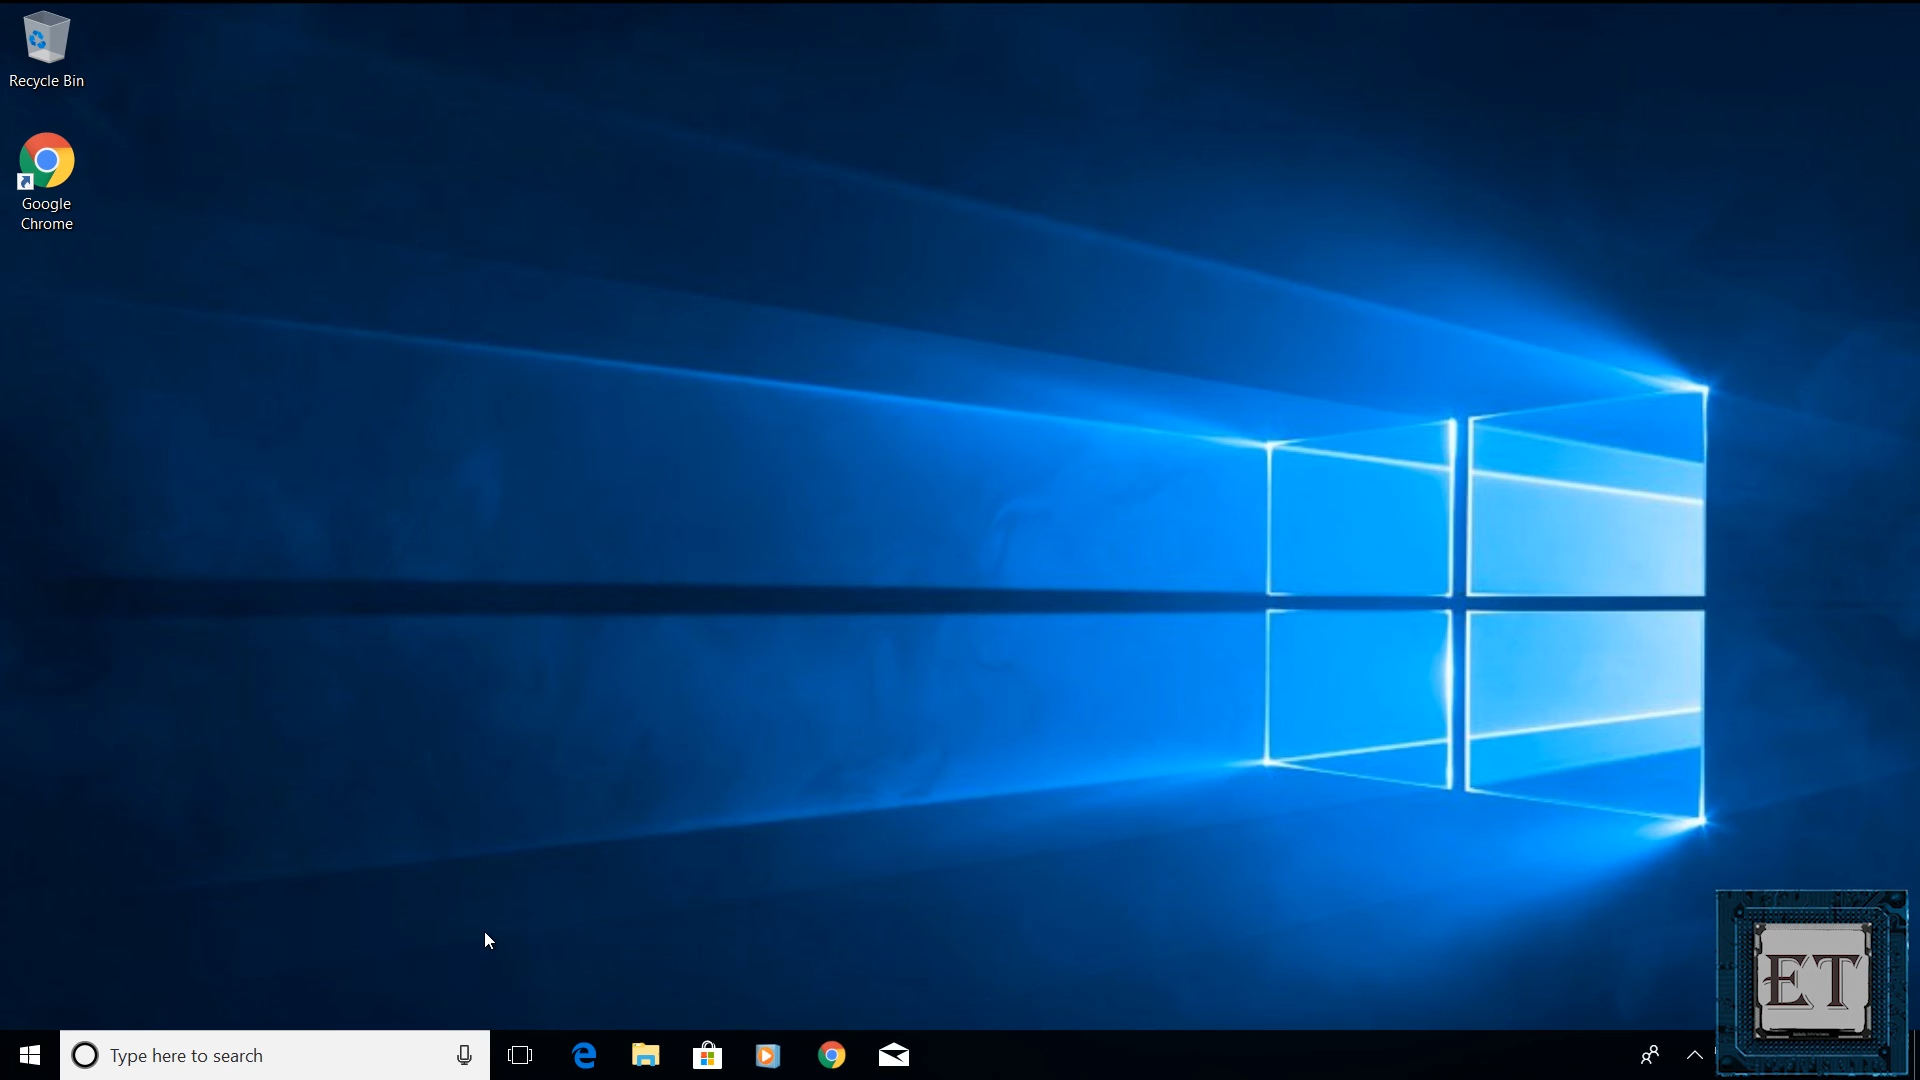 Recycle Bin
Google
Chrome
Type here to search
ET